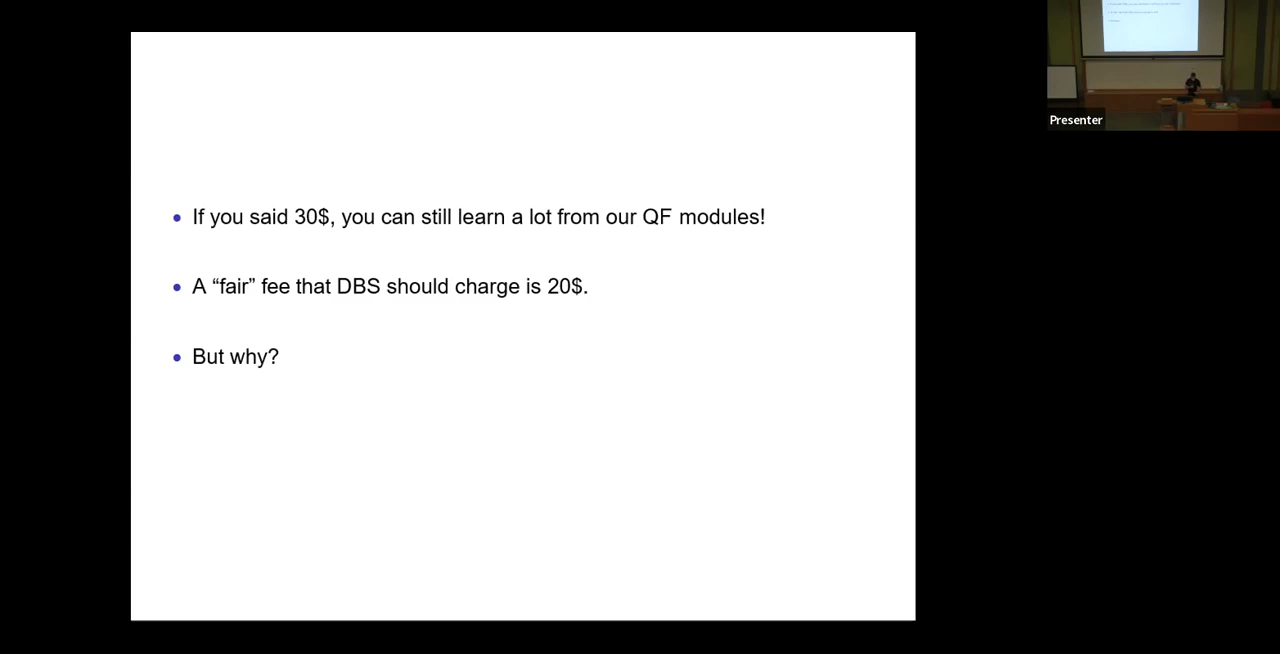 If you said 30$, you can still learn a lot from our QF modules!
A “fair” fee that DBS should charge is 20$.
But why?
Presenter